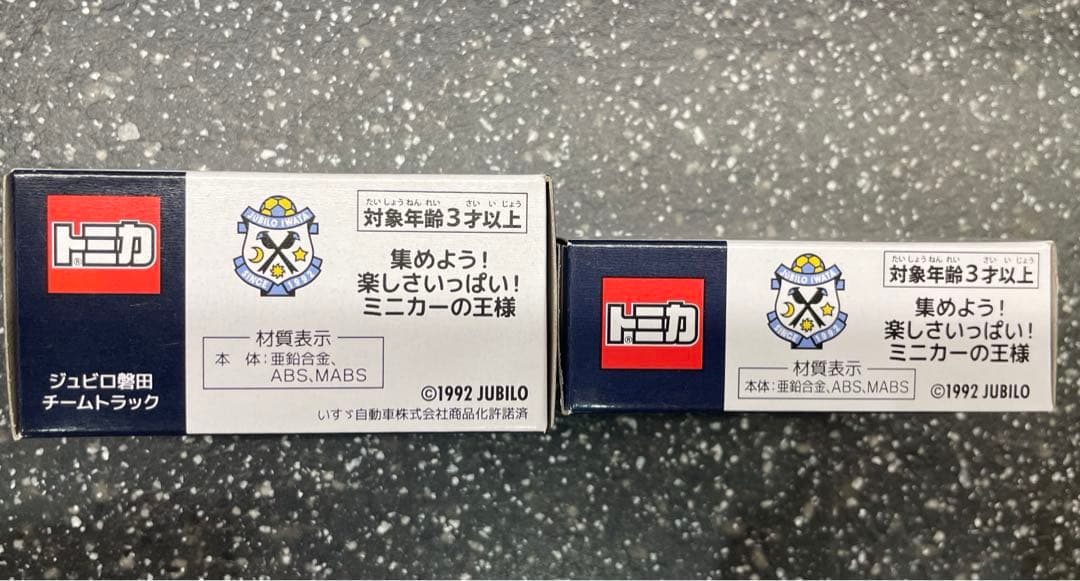 トミカ
®
ジュビロ磐田
チームトラック
JUBILO IWATA
SINCE 1992
たいしょうねんれい さいいじょう
対象年齢3才以上
集めよう!
楽しさいっぱい!
ミニカーの王様
材質表示
本 体:亜鉛合金、
ABS、MABS
©1992 JUBILO
いすゞ自動車株式会社商品化許諾済
トミカ
®
JUBILO IWATA
SINCE 1992
たいしょうねんれい さいいじょう
対象年齢3才以上
集めよう!
楽しさいっぱい!
ミニカーの王様
材質表示
本体:亜鉛合金、ABS、MABS
©1992 JUBILO